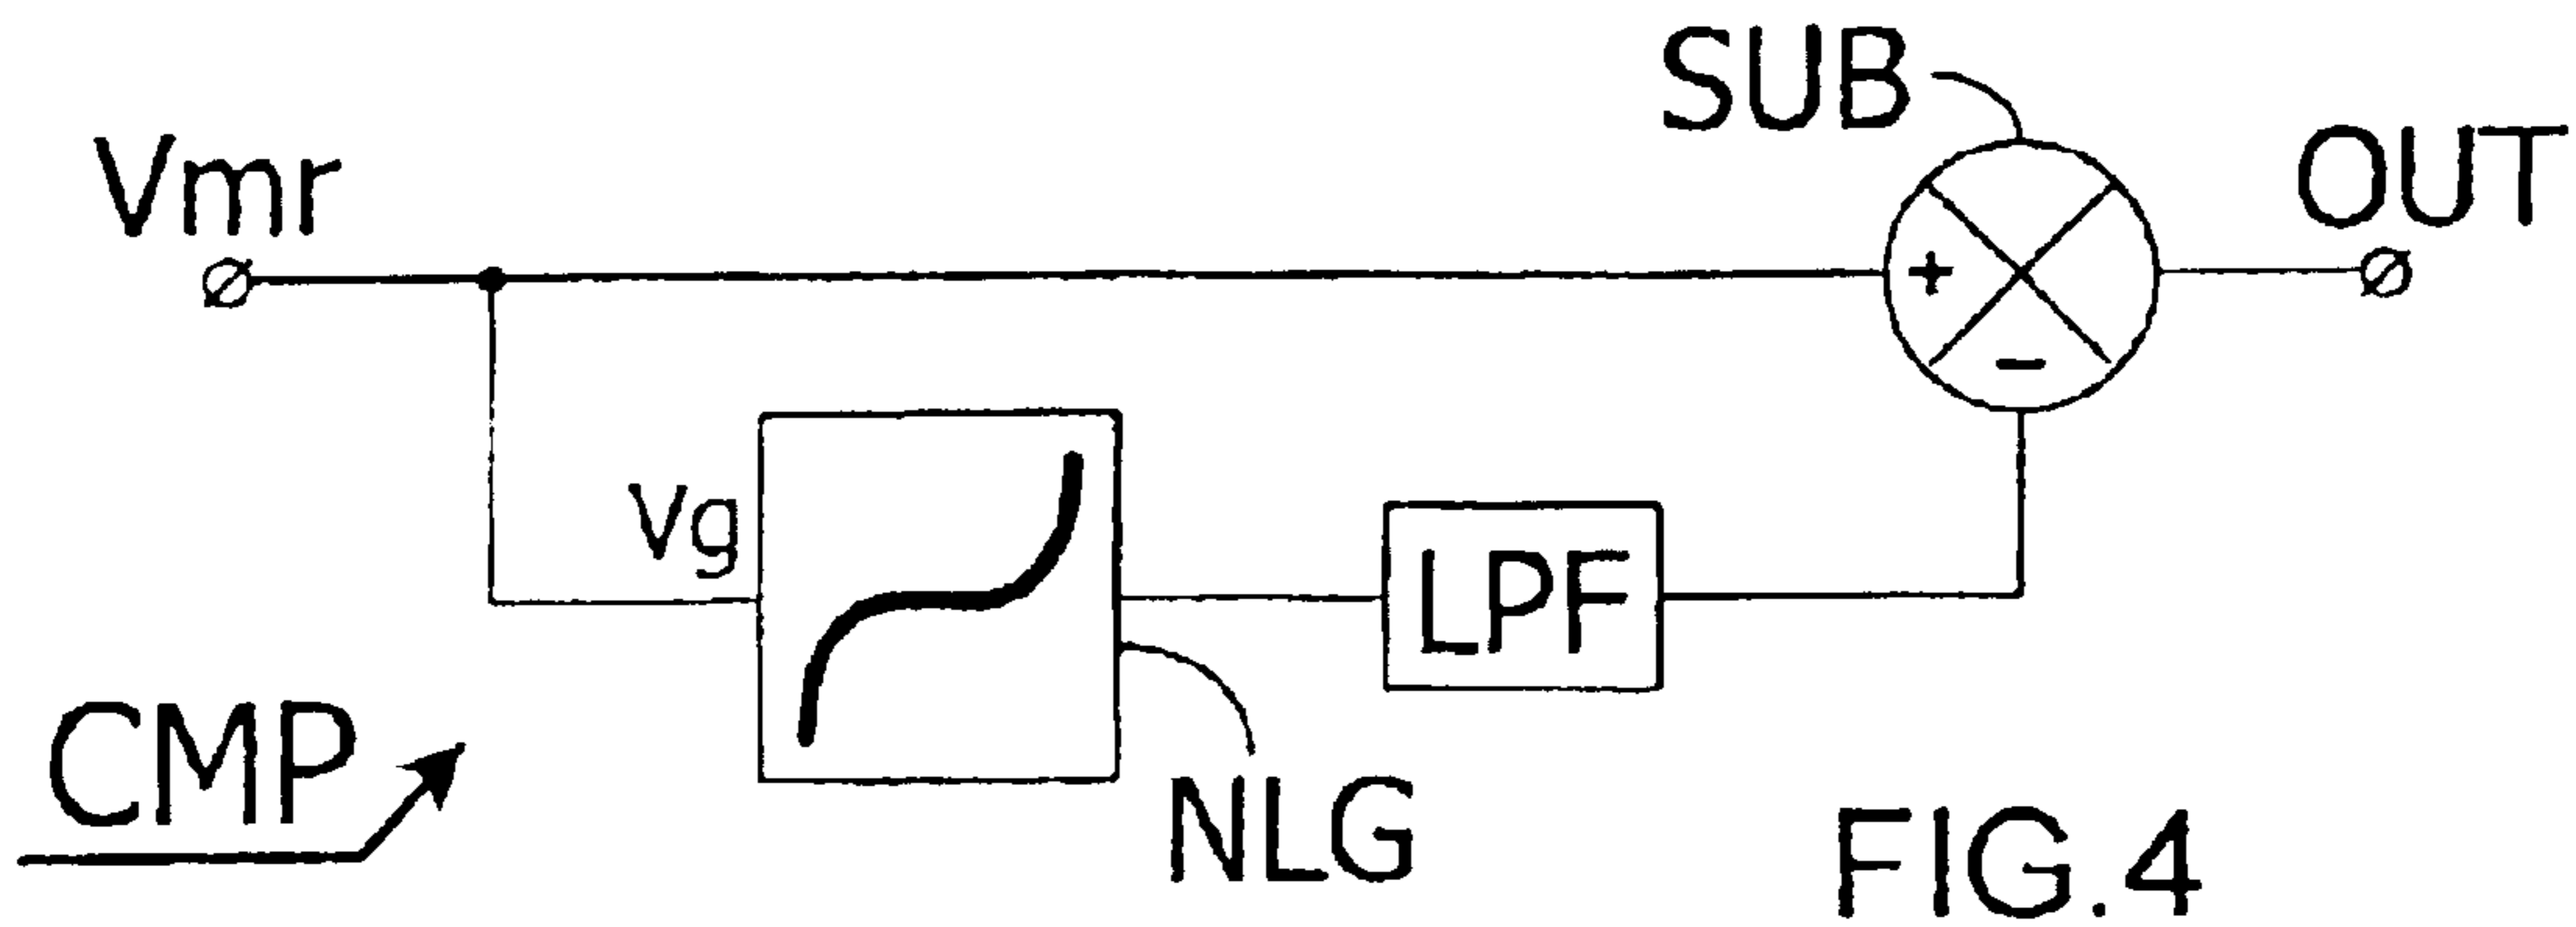 SUB
Vmr
OUT
+
−
Vg
LPF
CMP
NLG
FIG.4